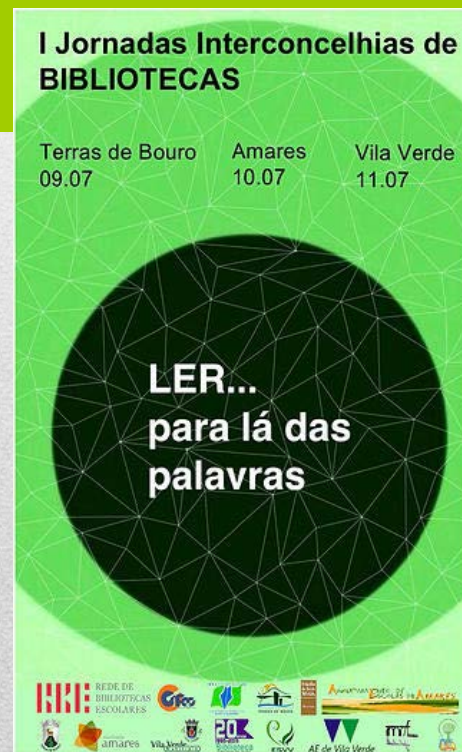 I Jornadas Interconcelhias de
BIBLIOTECAS
Terras de Bouro Amares Vila Verde
09.07 10.07 11.07
LER...
para lá das
palavras
REDE DE
BIBLIOTECAS
ESCOLARES
amares
AE de Vila Verde